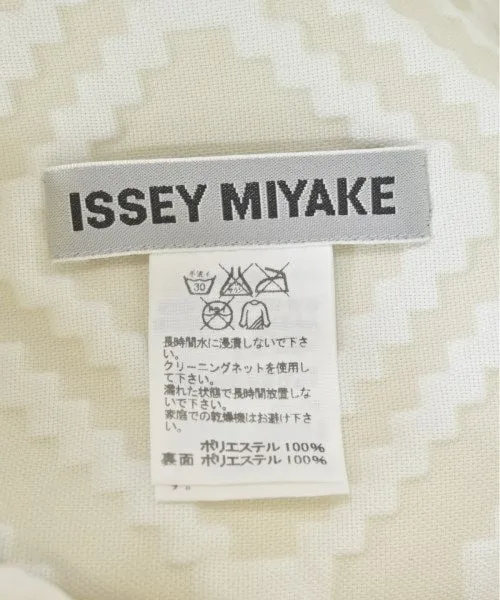 ISSEY MIYAKE
手洗イ
30
長時間水に浸漬しないで下さ
い。
クリーニングネットを使用し
て下さい。
濡れた状態で長時間放置しな
いで下さい。
家庭での乾燥機はお避け下さ
い。
ポリエステル 100%
裏面 ポリエステル 100%